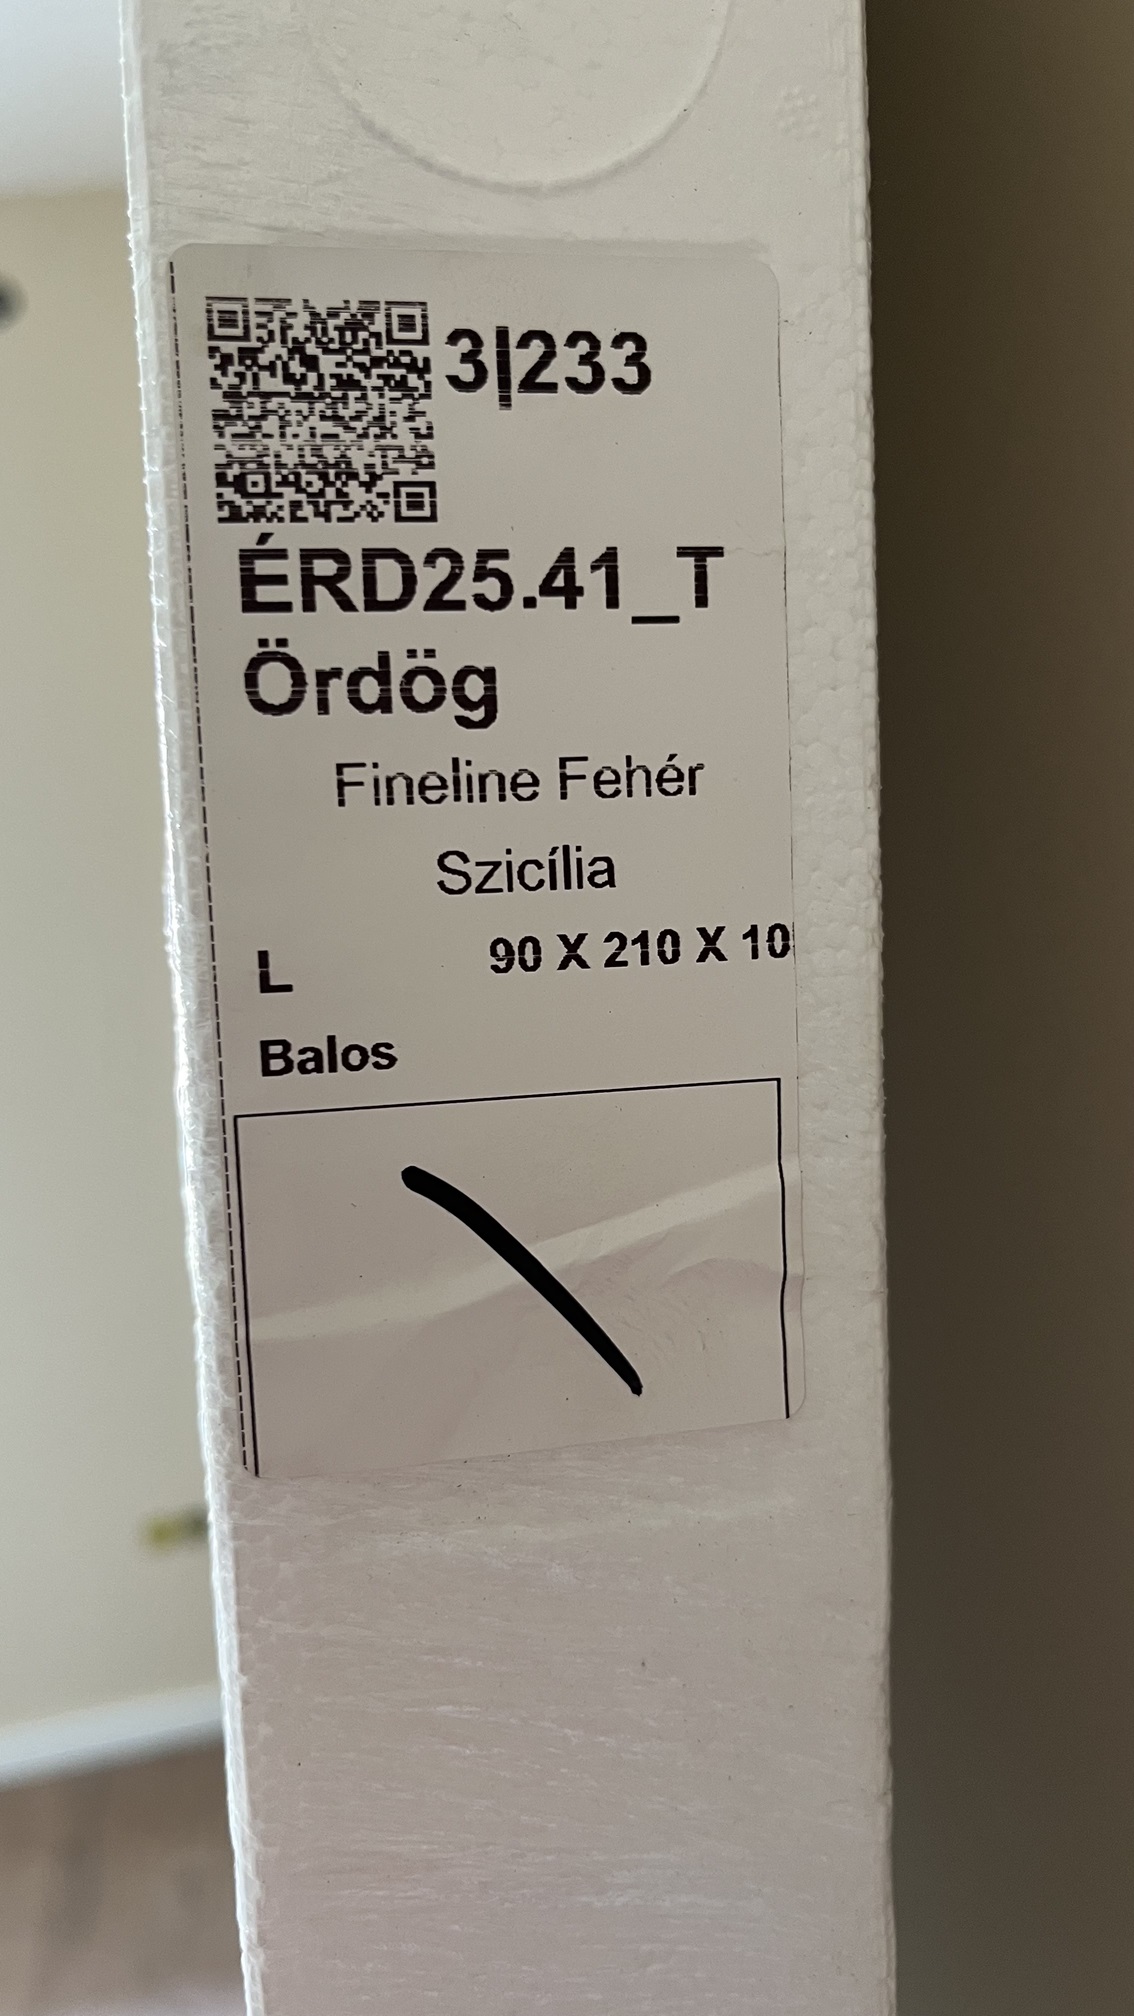 3|233
ÉRD25.41_T
Ördög
Fineline Fehér
Szicília
L 90 X 210 X 10
Balos